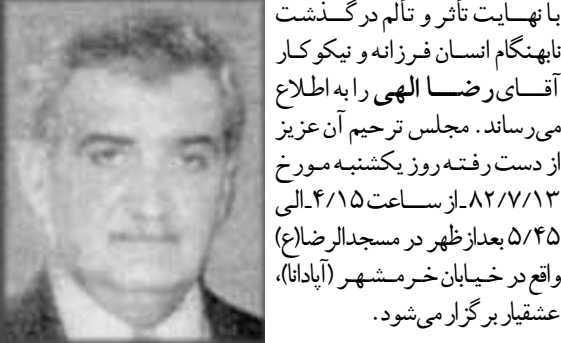 با نهایت تأثر و تألم درگذشت
نابهنگام انسان فرزانه و نیکوکار
آقای رضا الهی را به اطلاع
می‌رساند. مجلس ترحیم آن عزیز
از دست رفته روز یکشنبه مورخ
۸۲/۷/۱۳ـ از ساعت ۴/۱۵ـ الی
۵/۴۵ بعدازظهر در مسجدالرضا(ع)
واقع در خیابان خرمشهر (آپادانا)،
عشقیار برگزار می‌شود.